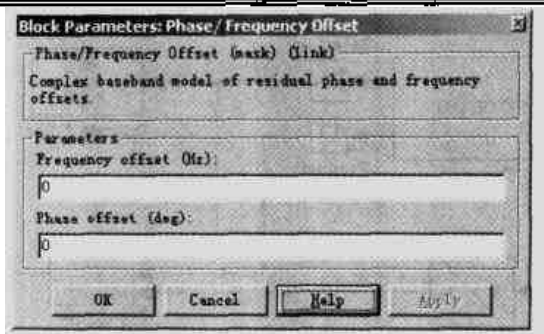 Block Parameters: Phase/Frequency Offset
Phase/Frequency Offset (mask) (link)
Complex baseband model of residual phase and frequency
offsets.
Parameters
Frequency offset (Hz):
0
Phase offset (deg):
0
OK Cancel Help Apply